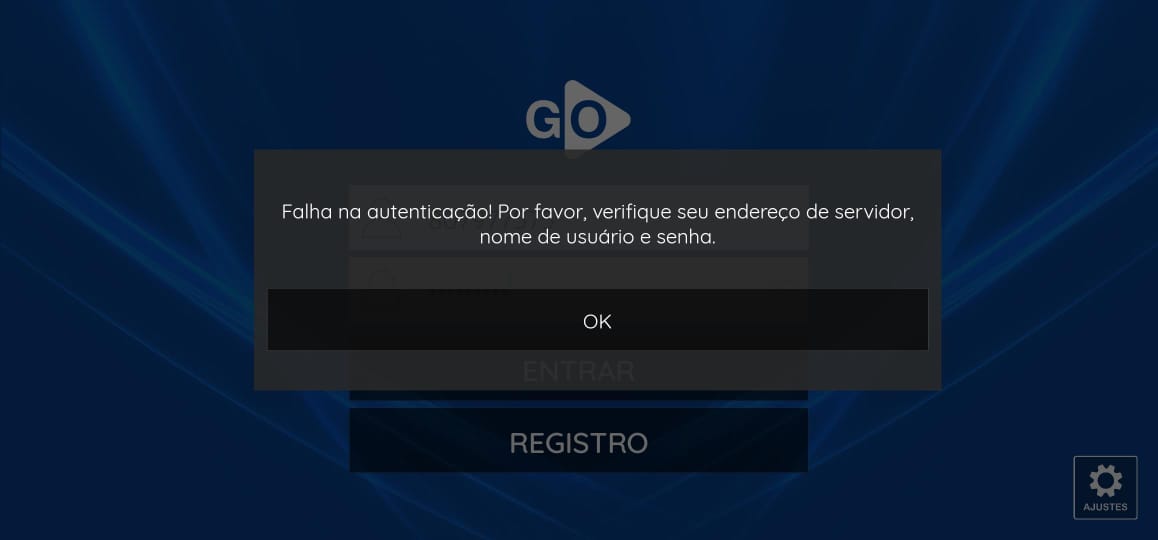 GO
Falha na autenticação! Por favor, verifique seu endereço de servidor,
nome de usuário e senha.
OK
ENTRAR
REGISTRO
AJUSTES